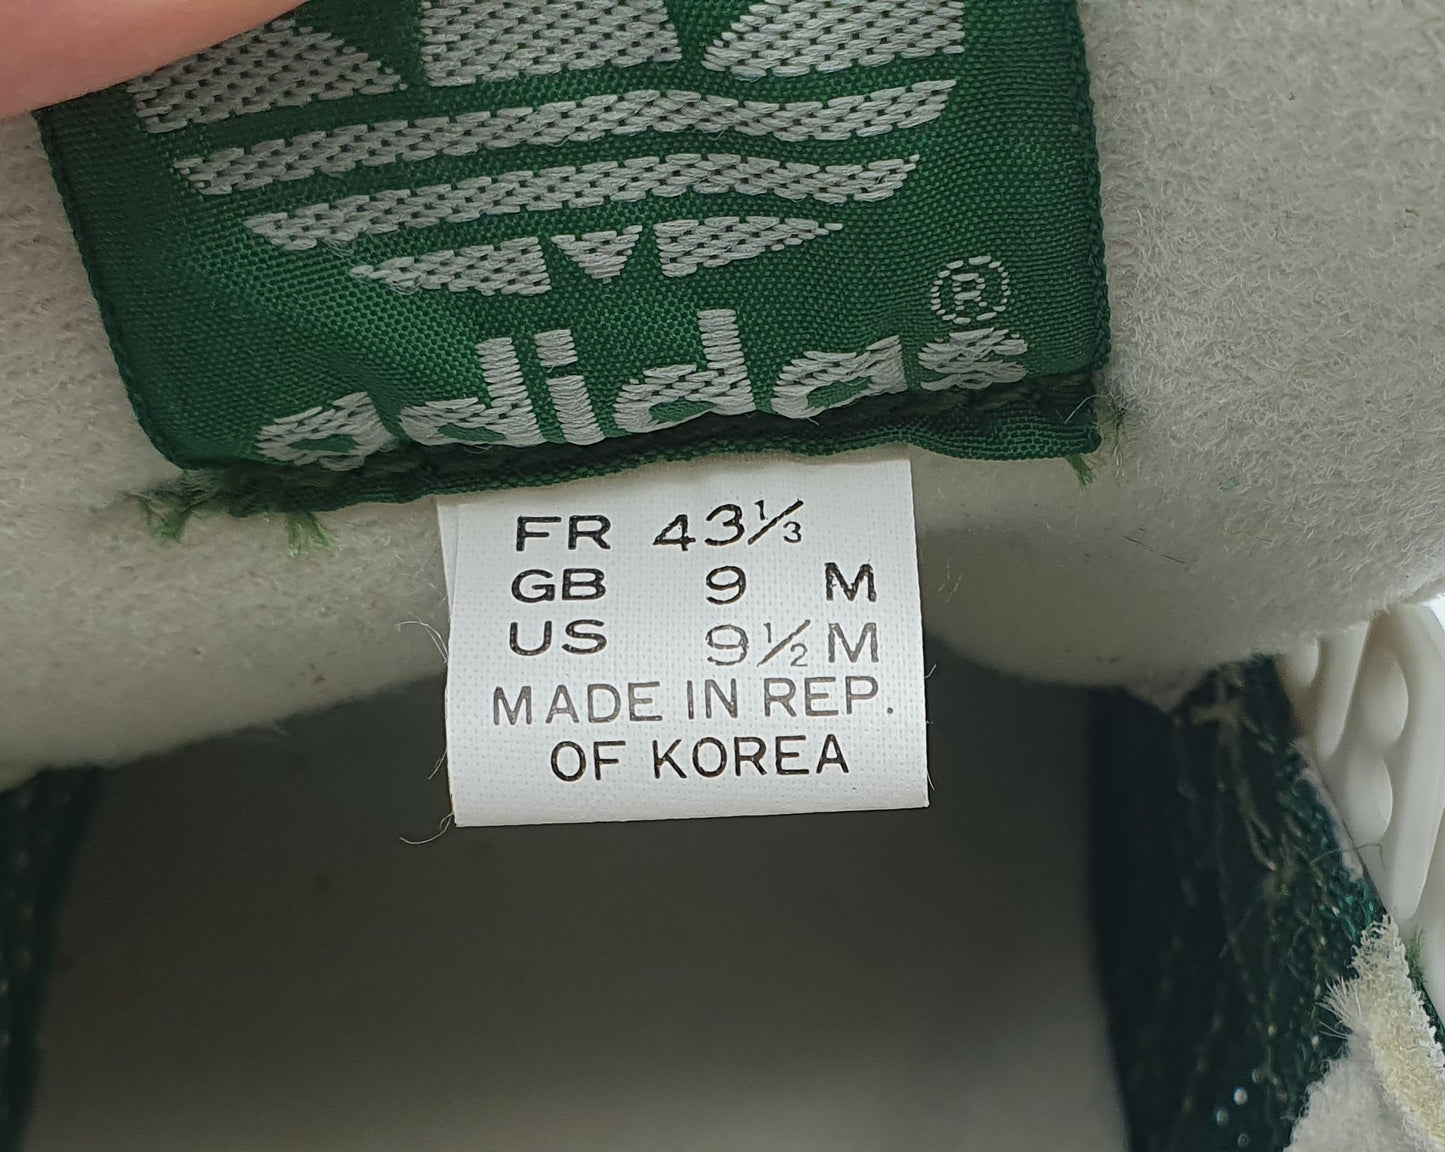 adidas ®
FR 43⅓
GB 9 M
US 9½ M
MADE IN REP.
OF KOREA